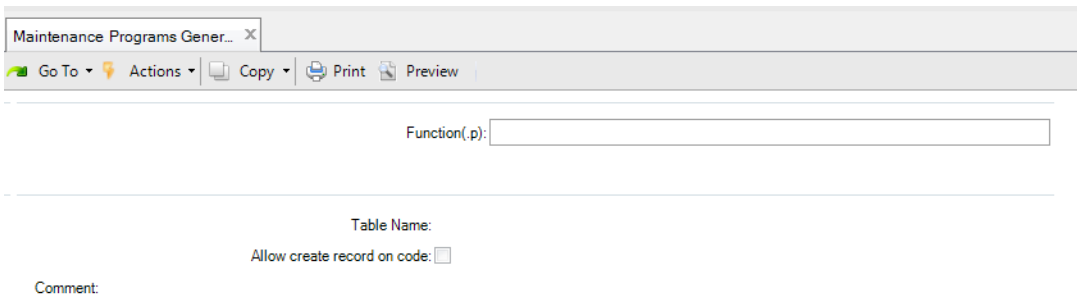 Maintenance Programs Gener...
Go To Actions Copy Print Preview
Function(.p):
Table Name:
Allow create record on code:
Comment: